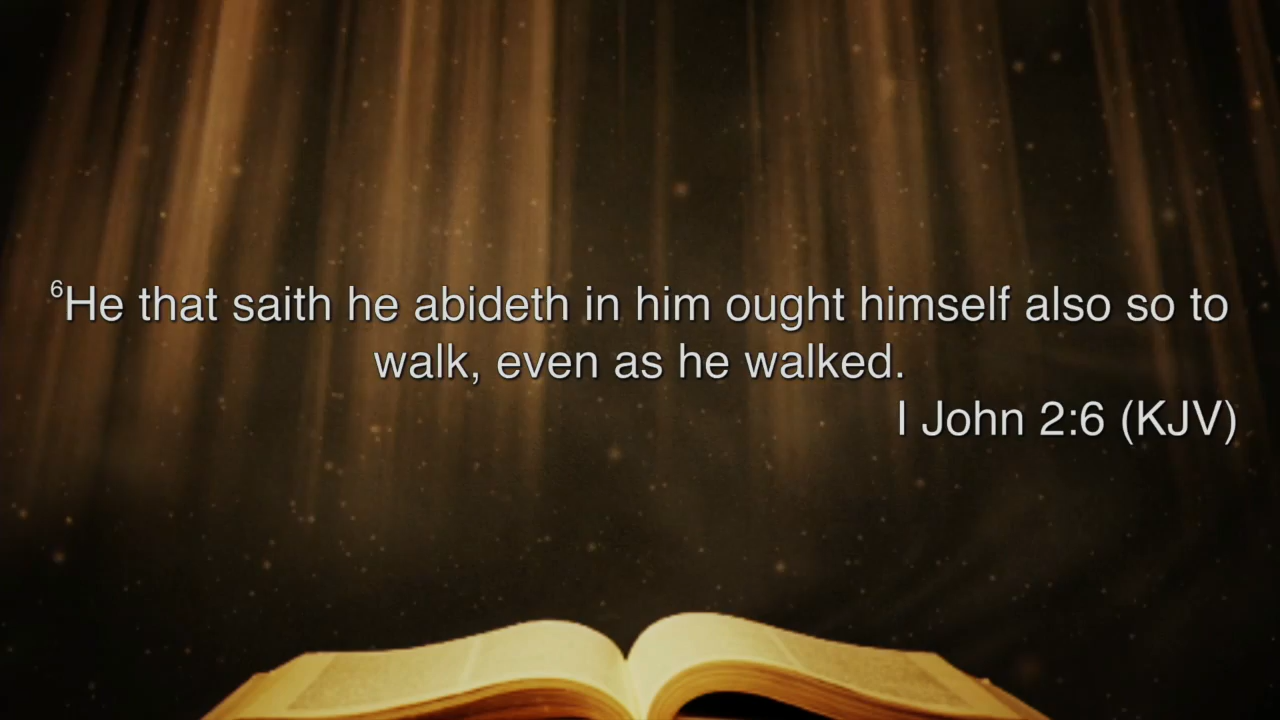 ⁶He that saith he abideth in him ought himself also so to
walk, even as he walked.
I John 2:6 (KJV)